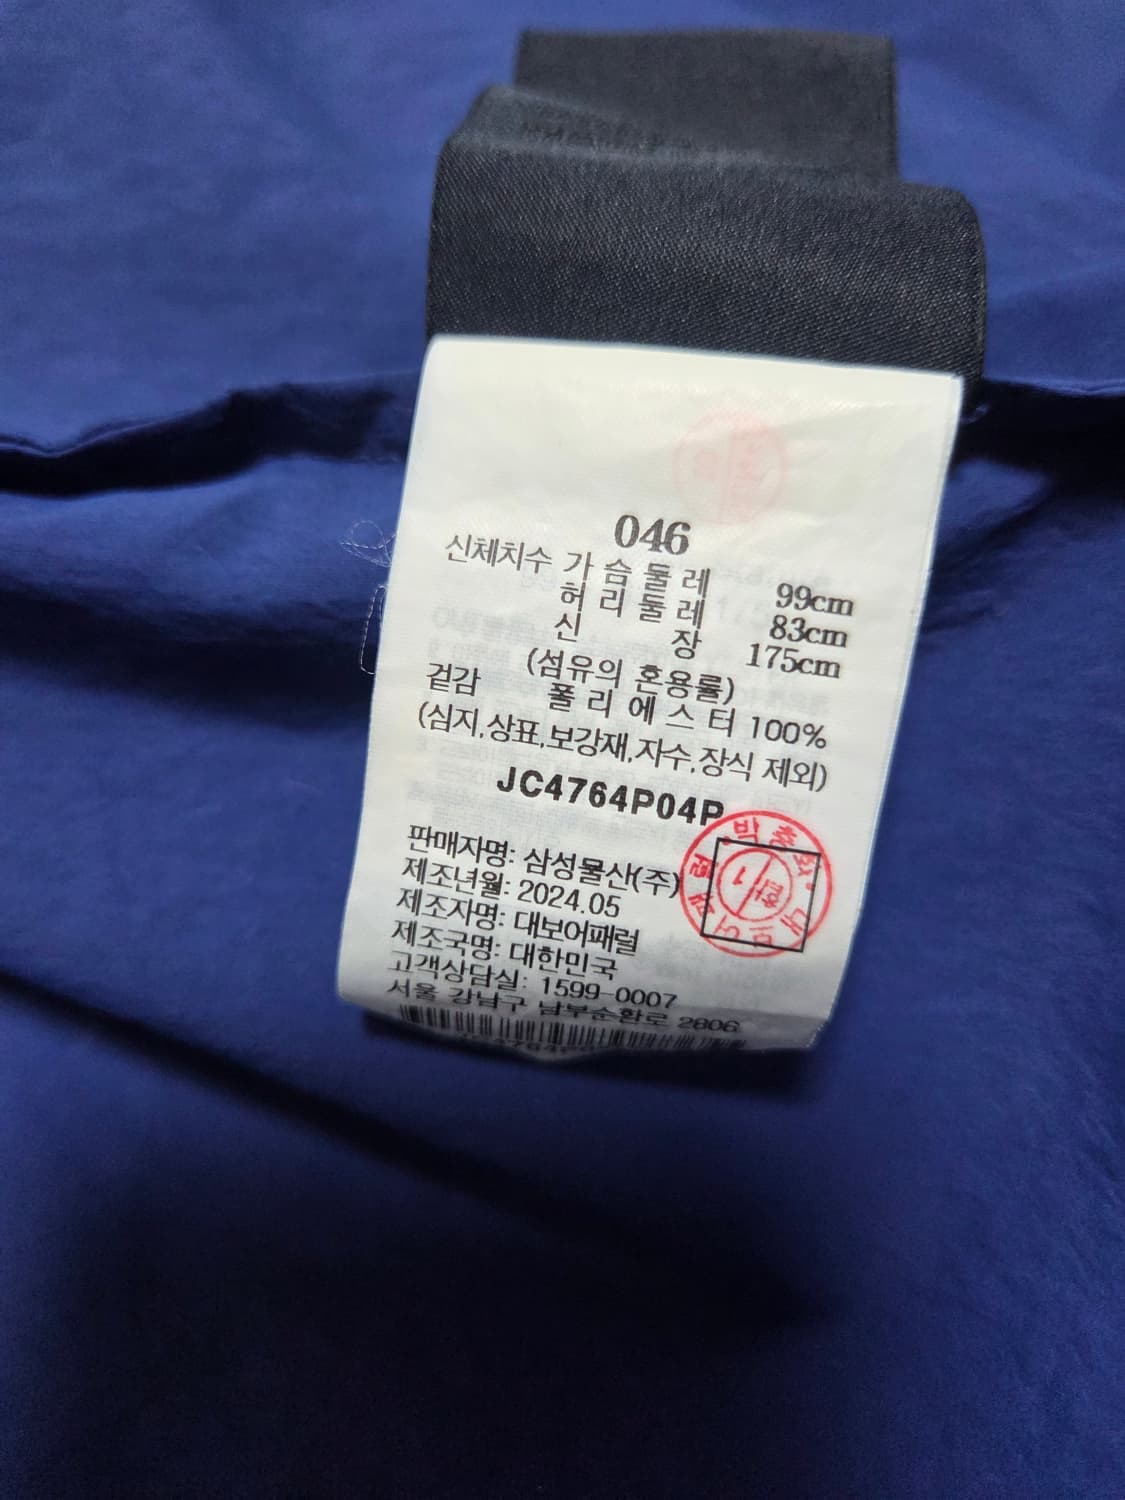 046
신체치수 가슴둘레 99cm
허리둘레 83cm
신 장 175cm
(섬유의 혼용률)
겉감 폴리에스터 100%
(심지,상표,보강재,자수,장식 제외)
JC4764P04P
판매자명: 삼성물산(주)
제조년월: 2024.05
제조자명: 대보어패럴
제조국명: 대한민국
고객상담실: 1599-0007
서울 강남구 남부순환로 2806